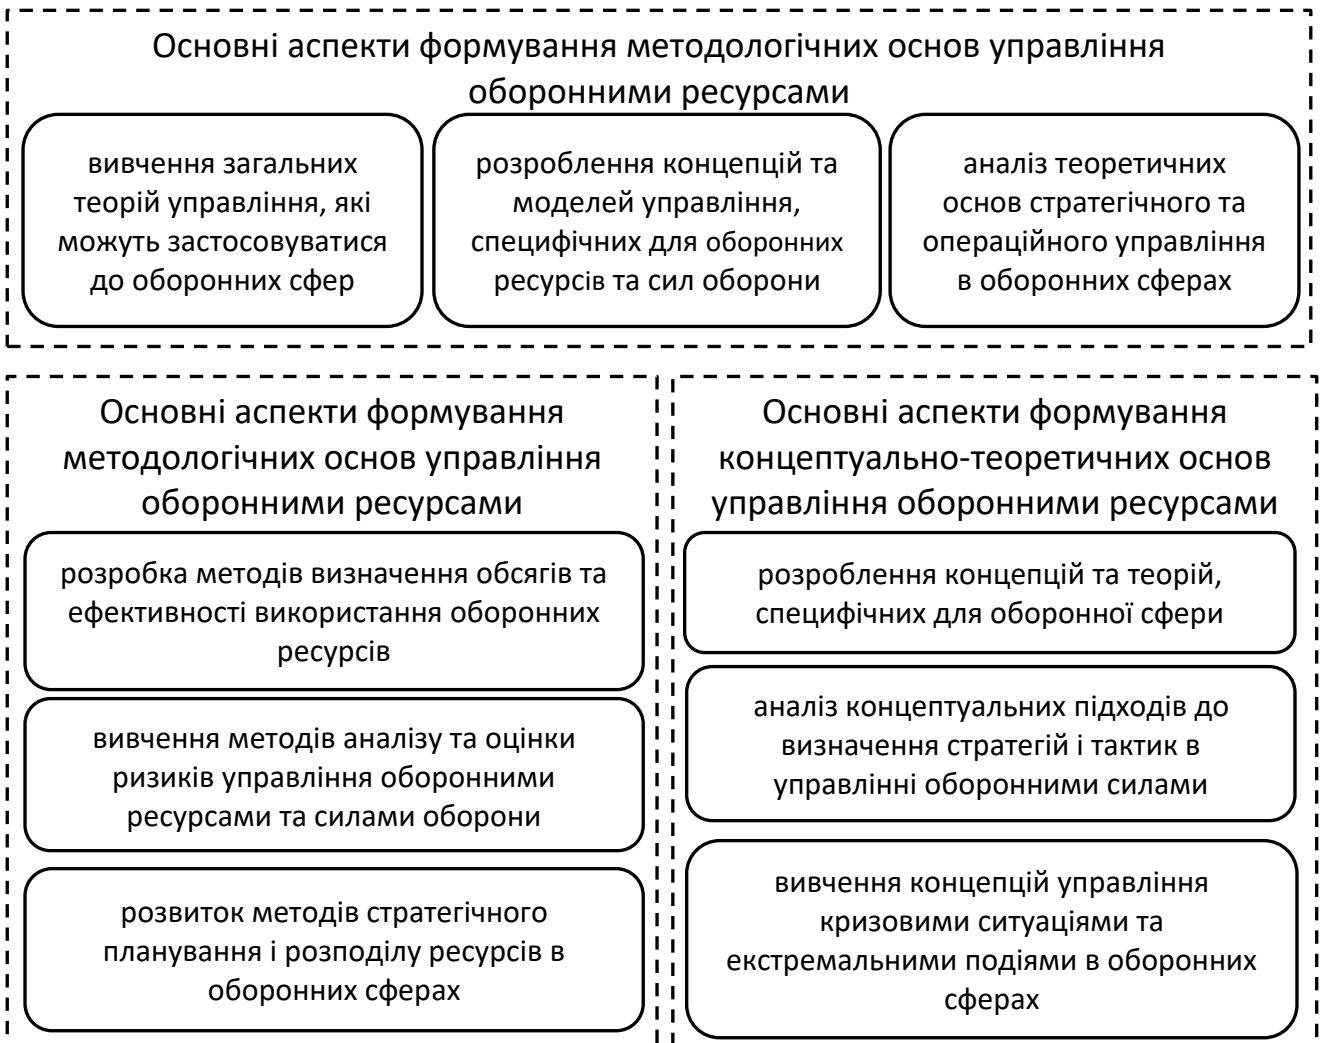 Основні аспекти формування методологічних основ управління
оборонними ресурсами
вивчення загальних
теорій управління, які
можуть застосовуватися
до оборонних сфер
розроблення концепцій та
моделей управління,
специфічних для оборонних
ресурсів та сил оборони
аналіз теоретичних
основ стратегічного та
операційного управління
в оборонних сферах
Основні аспекти формування
методологічних основ управління
оборонними ресурсами
розробка методів визначення обсягів та
ефективності використання оборонних
ресурсів
вивчення методів аналізу та оцінки
ризиків управління оборонними
ресурсами та силами оборони
розвиток методів стратегічного
планування і розподілу ресурсів в
оборонних сферах
Основні аспекти формування
концептуально-теоретичних основ
управління оборонними ресурсами
розроблення концепцій та теорій,
специфічних для оборонної сфери
аналіз концептуальних підходів до
визначення стратегій і тактик в
управлінні оборонними силами
вивчення концепцій управління
кризовими ситуаціями та
екстремальними подіями в оборонних
сферах